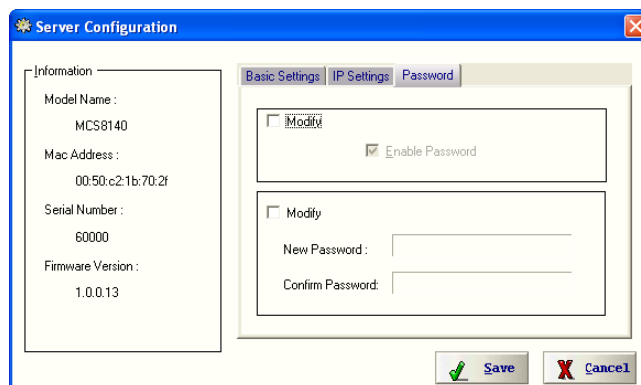 Server Configuration
Information
Model Name :
MCS8140
Mac Address :
00:50:c2:1b:70:2f
Serial Number :
60000
Firmware Version :
1.0.0.13
Basic Settings IP Settings Password
Modify
Enable Password
Modify
New Password :
Confirm Password:
Save Cancel